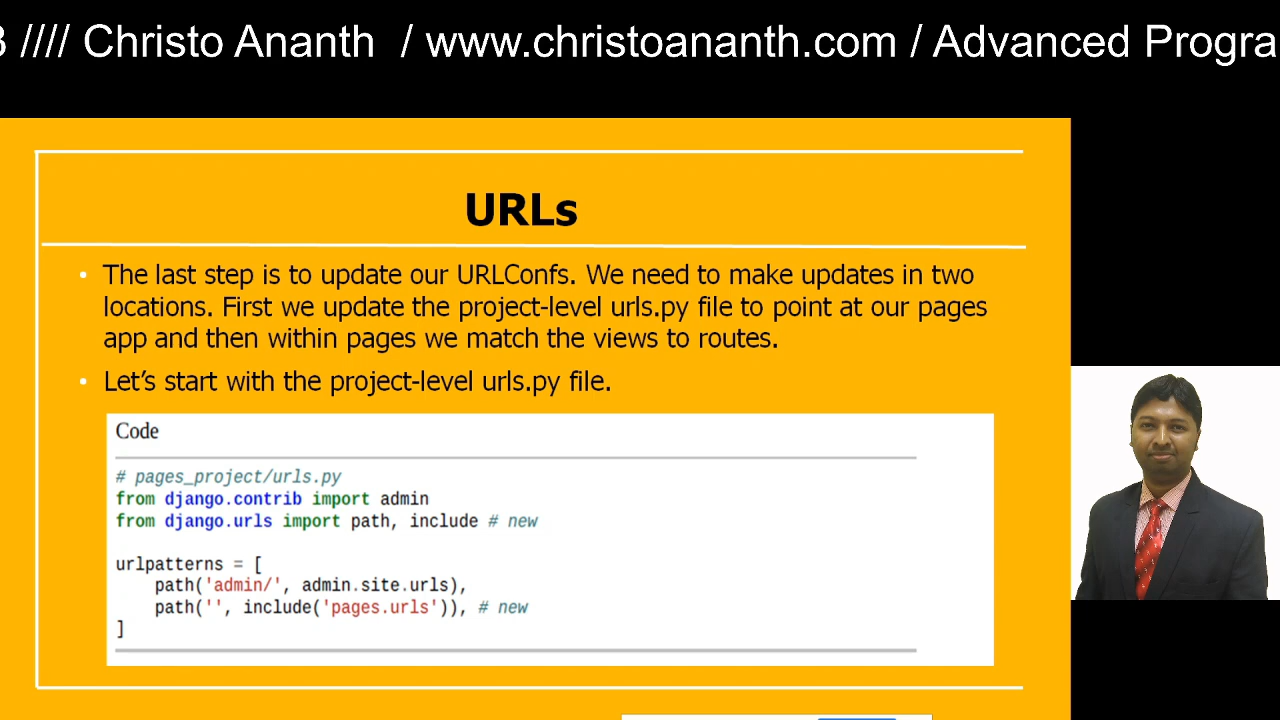 //// Christo Ananth / www.christoananth.com / Advanced
URLs
• The last step is to update our URLConfs. We need to make updates in two
locations. First we update the project-level urls.py file to point at our pages
app and then within pages we match the views to routes.
• Let’s start with the project-level urls.py file.
Code
# pages_project/urls.py
from django.contrib import admin
from django.urls import path, include # new
urlpatterns = [
path('admin/', admin.site.urls),
path('', include('pages.urls')), # new
]